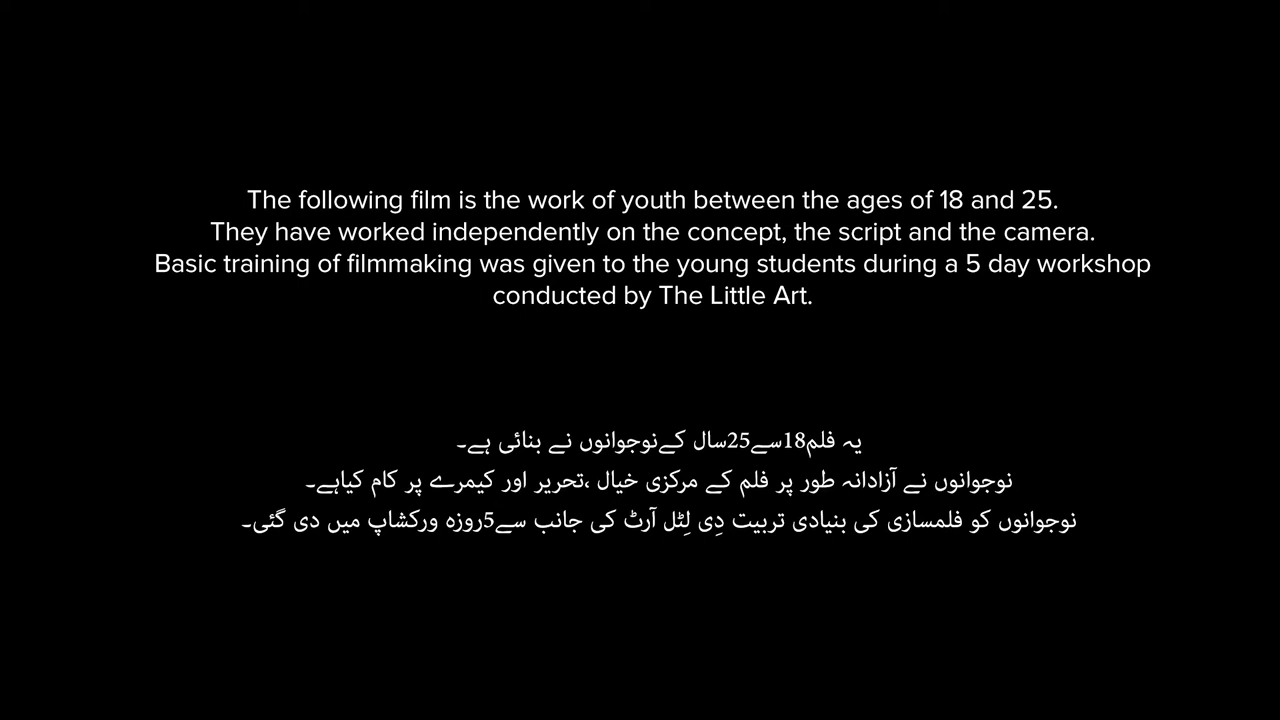 The following film is the work of youth between the ages of 18 and 25.
They have worked independently on the concept, the script and the camera.
Basic training of filmmaking was given to the young students during a 5 day workshop
conducted by The Little Art.
یہ فلم18سے25سال کےنوجوانوں نے بنائی ہے۔
نوجوانوں نے آزادانہ طور پر فلم کے مرکزی خیال ،تحریر اور کیمرے پر کام کیاہے۔
نوجوانوں کو فلمسازی کی بنیادی تربیت دِی لِٹل آرٹ کی جانب سے5روزہ ورکشاپ میں دی گئی۔